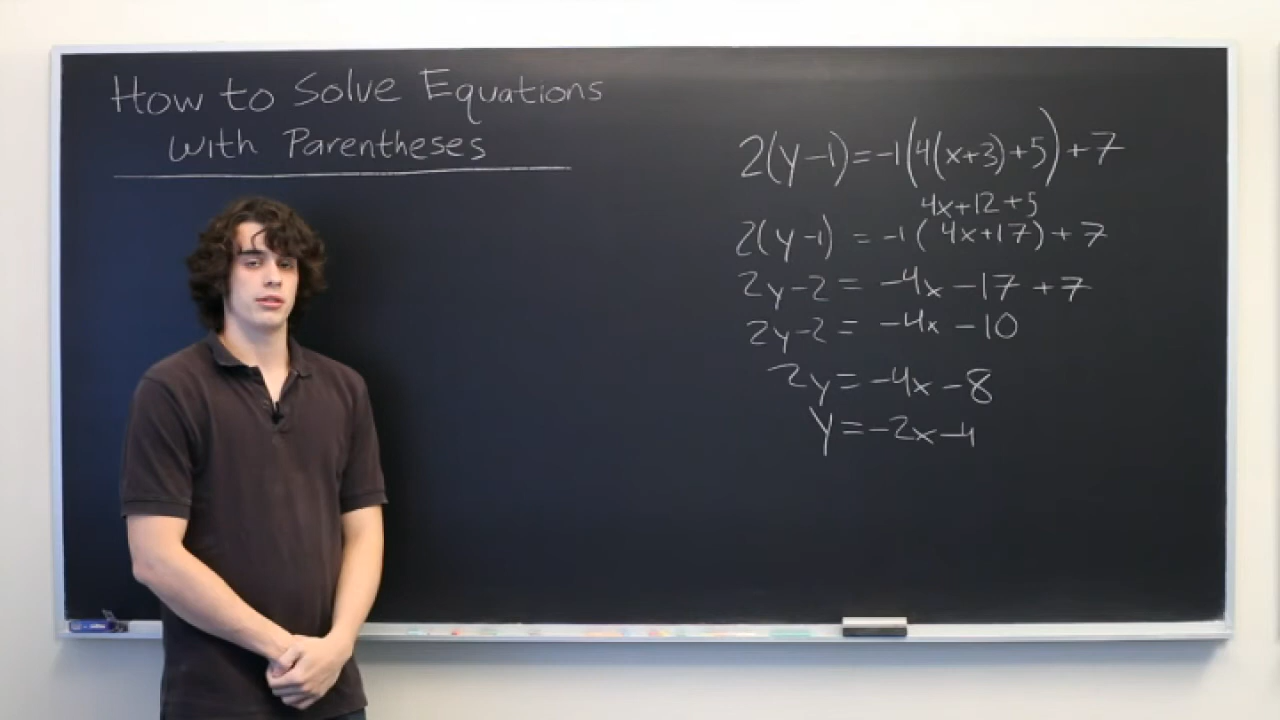 How to Solve Equations
with Parentheses
2(y-1)=-1(4(x+3)+5)+7
4x+12+5
2(y-1) = -1(4x+17)+7
2y-2 = -4x-17+7
2y-2 = -4x-10
2y=-4x-8
y=-2x-4